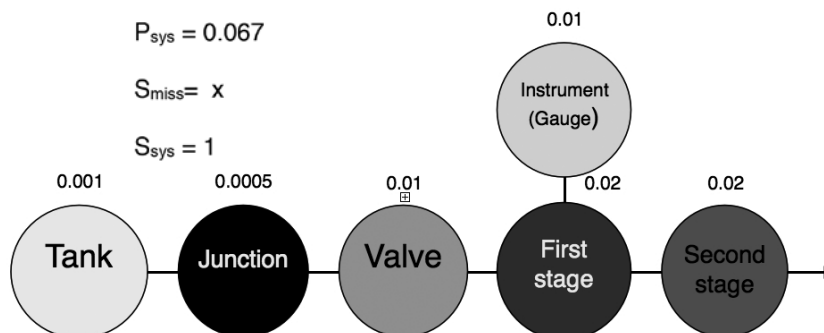 0.01
P_sys = 0.067
S_miss= x
S_sys = 1
Instrument
(Gauge)
0.001
0.0005
0.01
0.02
0.02
Tank
Junction
Valve
First
stage
Second
stage